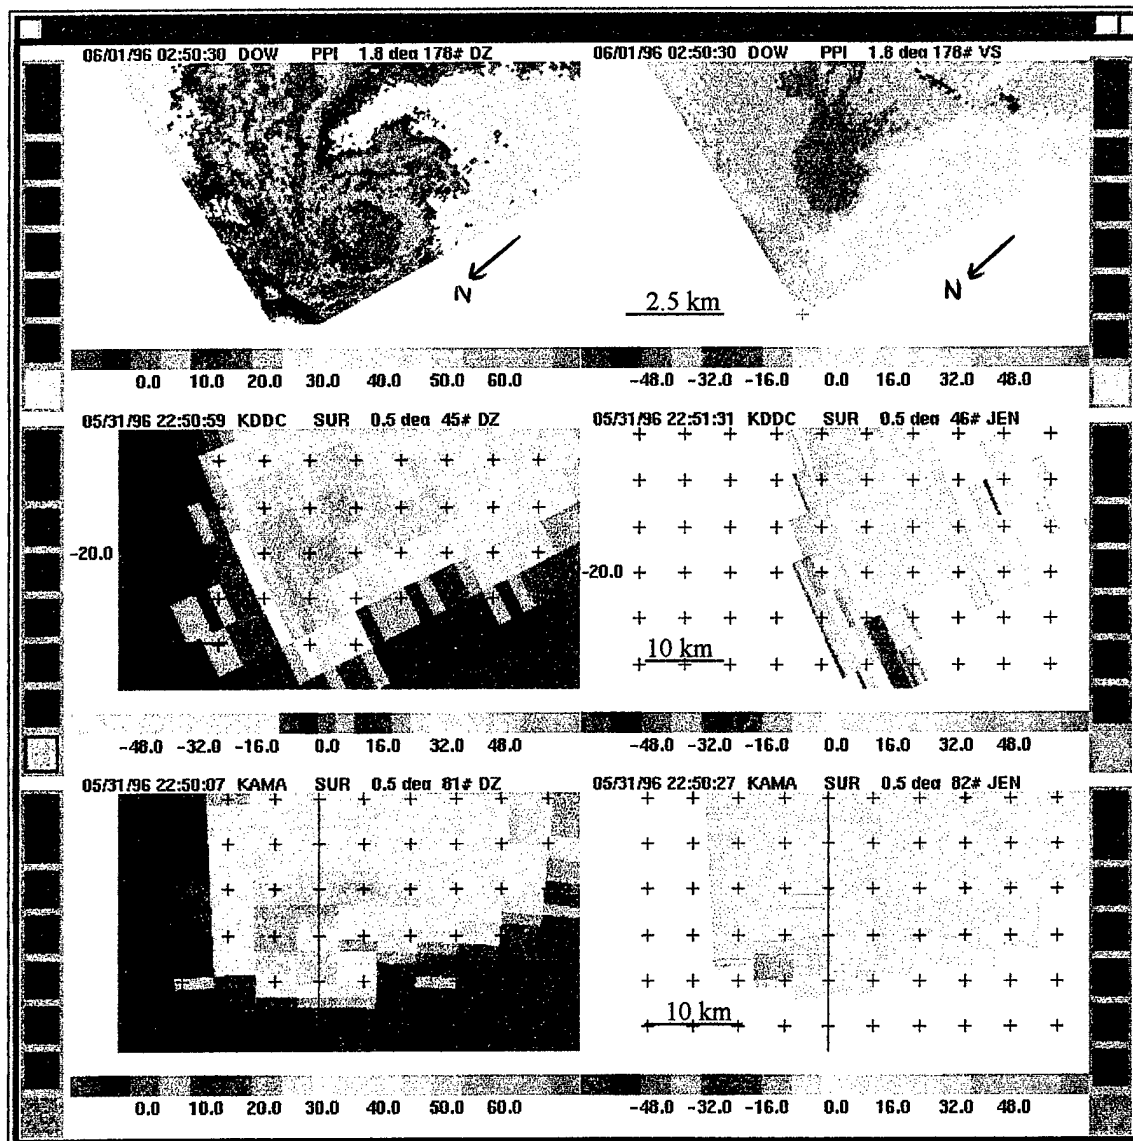 06/01/96 02:50:30 DOW PPI 1.8 deg 178# DZ
06/01/96 02:50:30 DOW PPI 1.8 deg 178# VS
N
N
2.5 km
0.0 10.0 20.0 30.0 40.0 50.0 60.0
-48.0 -32.0 -16.0 0.0 16.0 32.0 48.0
05/31/96 22:50:59 KDDC SUR 0.5 deg 45# DZ
05/31/96 22:51:31 KDDC SUR 0.5 deg 46# JEN
-20.0
-20.0
10 km
-48.0 -32.0 -16.0 0.0 16.0 32.0 48.0
-48.0 -32.0 -16.0 0.0 16.0 32.0 48.0
05/31/96 22:50:07 KAMA SUR 0.5 deg 81# DZ
05/31/96 22:50:27 KAMA SUR 0.5 deg 82# JEN
10 km
0.0 10.0 20.0 30.0 40.0 50.0 60.0
-48.0 -32.0 -16.0 0.0 16.0 32.0 48.0